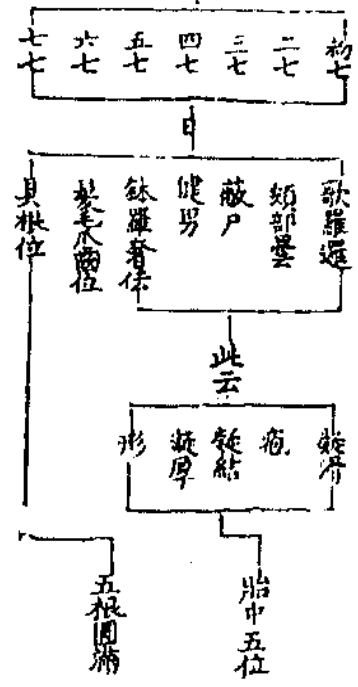 初七
二七
三七
四七
五七
六七
七七
日
歌羅邏
頞部曇
蔽尸
健男
鉢羅奢佉
髮毛爪齒位
具根位
此云
凝滑
疱
凝結
凝厚
形
胎中五位
五根圓滿